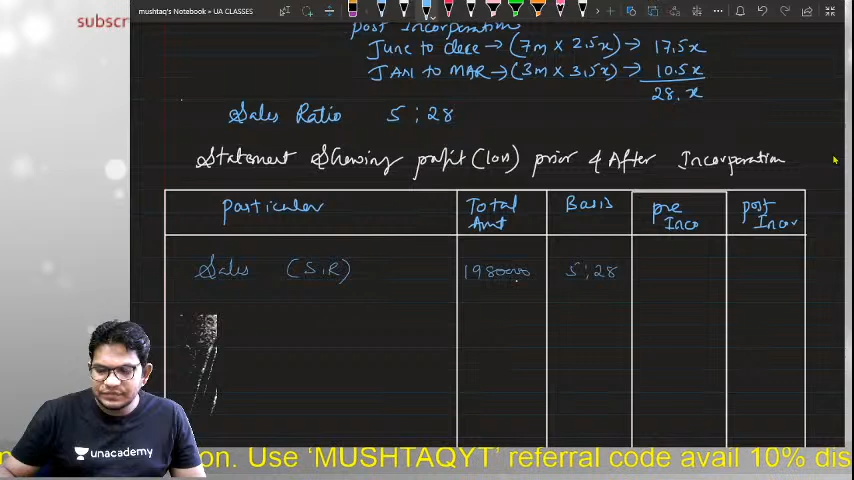 mushtaq's Notebook » UA CLASSES
subscr
post incorporation
June to dece → (7m x 2.5x → 17.5x
JAN to MAR → (3m x 3.5x) → 10.5x
28.x
Sales Ratio 5 : 28
Statement Showing profit (loss) prior & After Incorporation
Particular Total Amt Basis pre Inco post Incor
Sales (S.R) 1980000 5:28
unacademy
on. Use 'MUSHTAQYT' referral code avail 10% dis